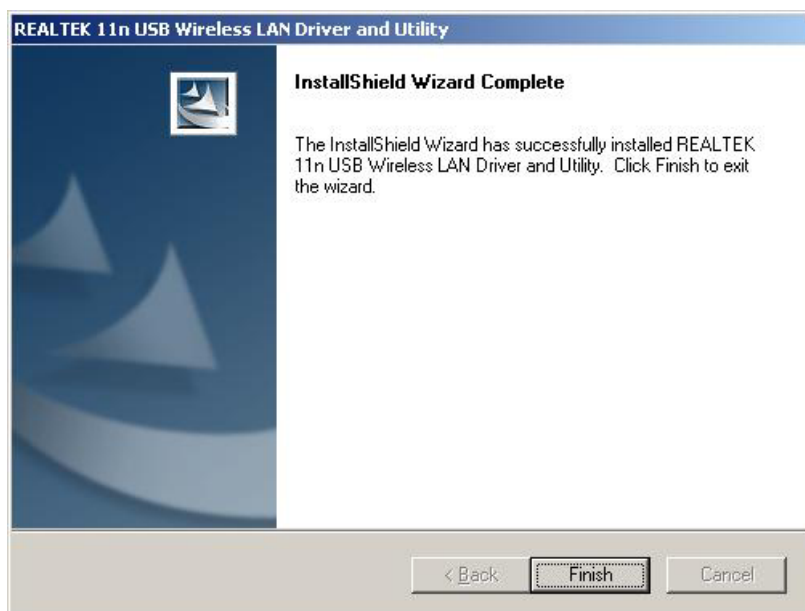 REALTEK 11n USB Wireless LAN Driver and Utility
InstallShield Wizard Complete
The InstallShield Wizard has successfully installed REALTEK
11n USB Wireless LAN Driver and Utility. Click Finish to exit
the wizard.
< Back
Finish
Cancel